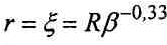 r = ξ = Rβ^{-0,33}